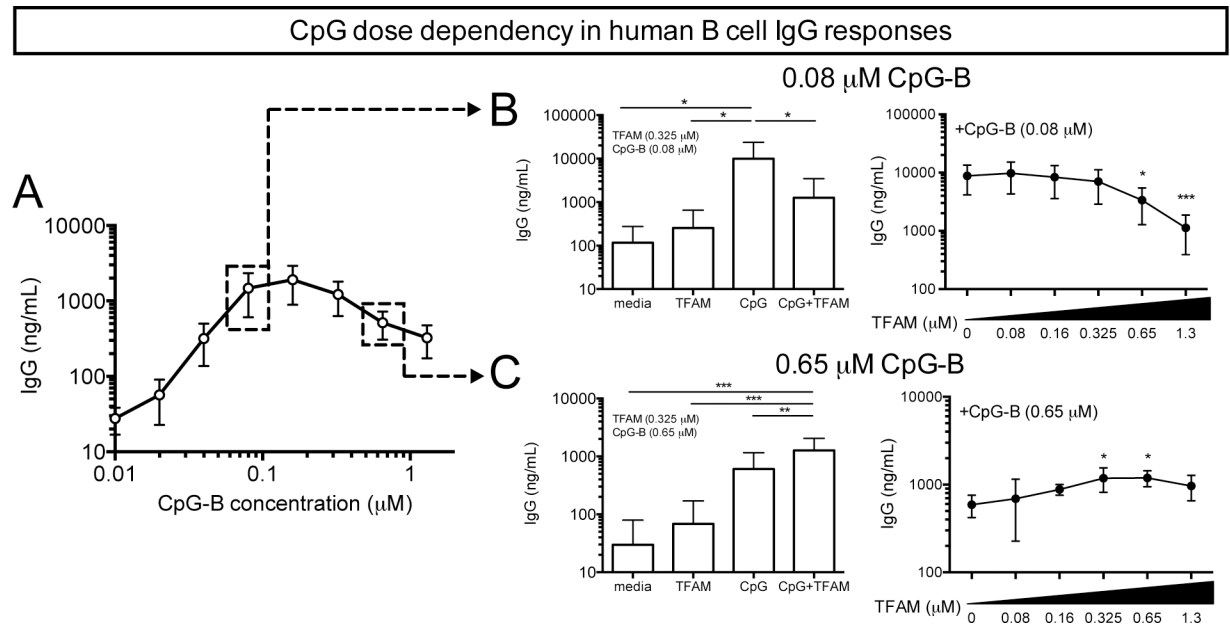 CpG dose dependency in human B cell IgG responses
A
10000
1000
100
10
IgG (ng/mL)
0.01
0.1
1
CpG-B concentration (μM)
B
0.08 μM CpG-B
100000
10000
1000
100
10
IgG (ng/mL)
TFAM (0.325 μM)
CpG-B (0.08 μM)
*
*
*
media TFAM CpG CpG+TFAM
100000
10000
1000
100
IgG (ng/mL)
+CpG-B (0.08 μM)
*
***
TFAM (μM)
0 0.08 0.16 0.325 0.65 1.3
C
0.65 μM CpG-B
10000
1000
100
10
IgG (ng/mL)
TFAM (0.325 μM)
CpG-B (0.65 μM)
***
***
**
media TFAM CpG CpG+TFAM
10000
1000
100
IgG (ng/mL)
+CpG-B (0.65 μM)
*
*
TFAM (μM)
0 0.08 0.16 0.325 0.65 1.3